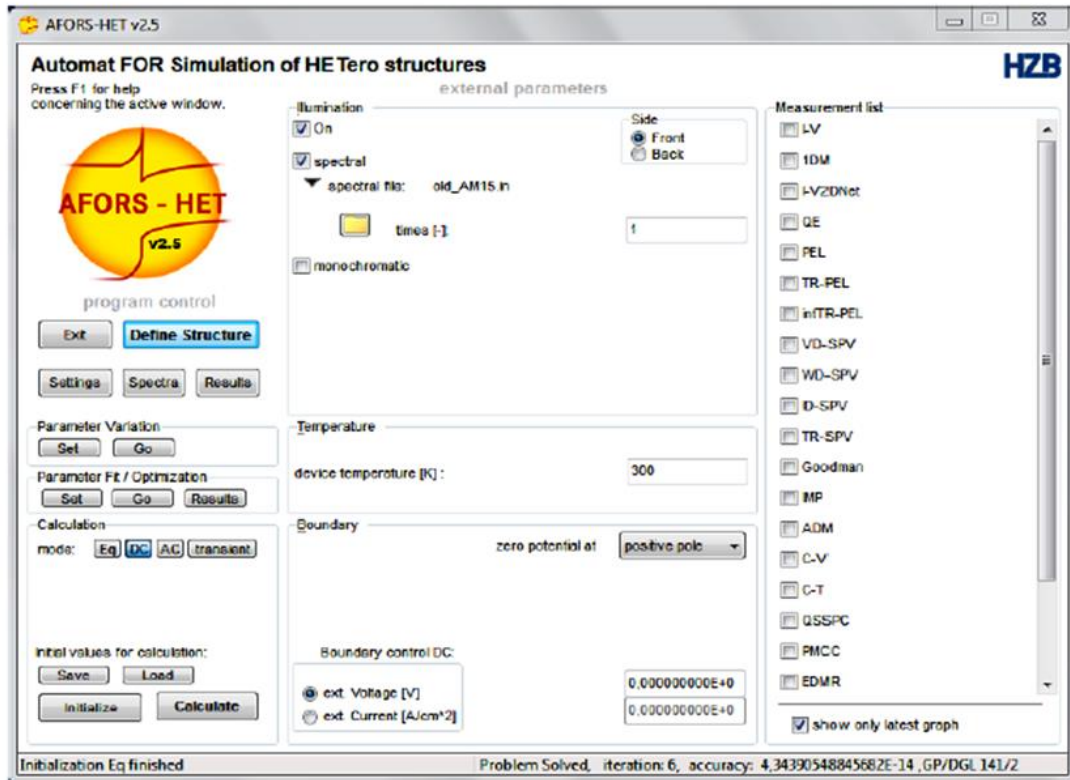 AFORS-HET v2.5
Automat FOR Simulation of HETero structures
HZB
Press F1 for help
concerning the active window.
external parameters
AFORS - HET
v2.5
program control
Exit
Define Structure
Settings
Spectra
Results
Parameter Variation
Set
Go
Parameter Fit / Optimization
Set
Go
Results
Calculation
mode:
Eq
DC
AC
transient
Initial values for calculation:
Save
Load
Initialize
Calculate
Illumination
On
Side
Front
Back
spectral
spectral file: old_AM15.in
times [-]:
1
monochromatic
Temperature
device temperature [K] :
300
Boundary
zero potential at
positive pole
Boundary control DC:
ext. Voltage [V]
0,000000000E+0
ext. Current [A/cm^2]
0,000000000E+0
Measurement list
I-V
1DM
I-V2DNet
QE
PEL
TR-PEL
intTR-PEL
VD-SPV
WD-SPV
ID-SPV
TR-SPV
Goodman
IMP
ADM
C-V
C-T
QSSPC
PMCC
EDMR
show only latest graph
Initialization Eq finished
Problem Solved, iteration: 6, accuracy: 4,34390548845682E-14 ,GP/DGL 141/2